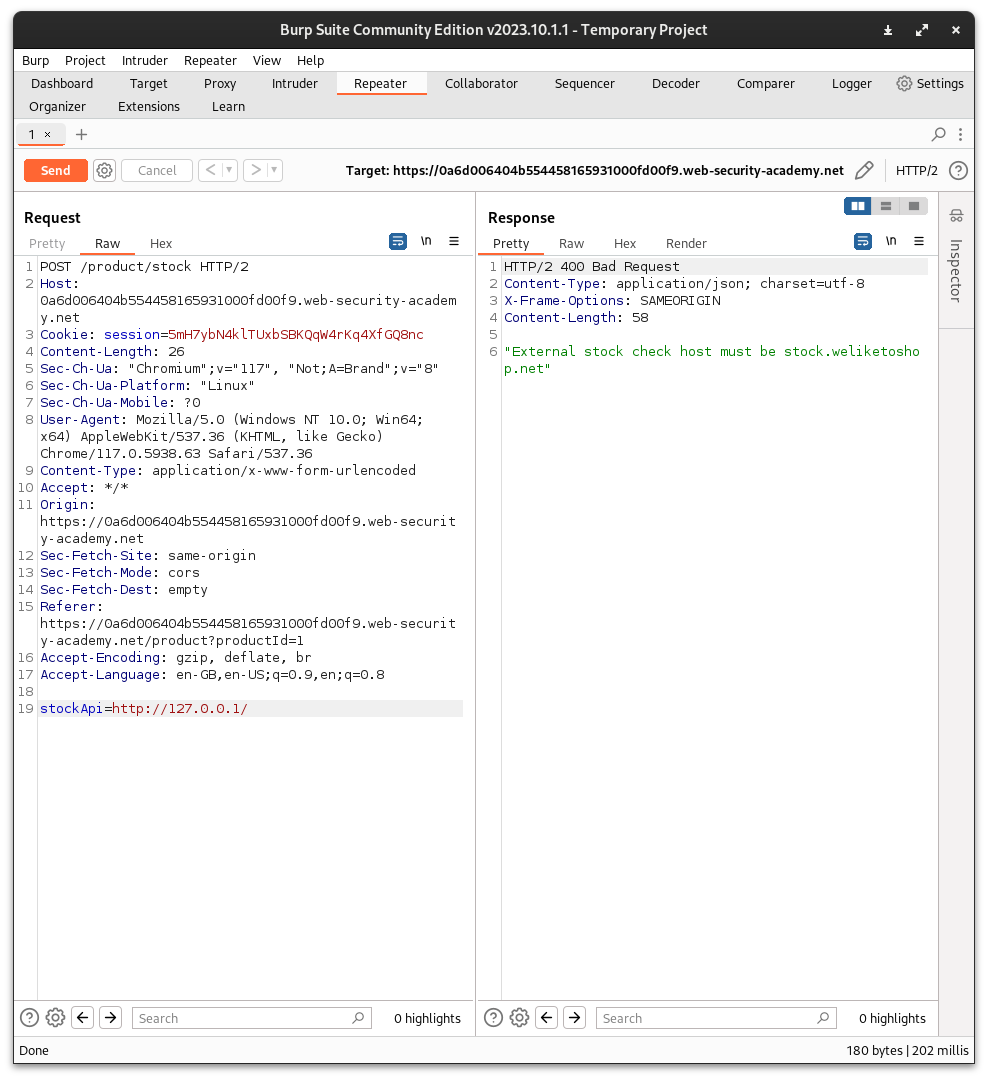 Burp Suite Community Edition v2023.10.1.1 - Temporary Project
Burp Project Intruder Repeater View Help
Dashboard Target Proxy Intruder Repeater Collaborator Sequencer Decoder Comparer Logger Settings
Organizer Extensions Learn
1 × +
Send Cancel < > Target: https://0a6d006404b554458165931000fd00f9.web-security-academy.net HTTP/2 ?
Request
Pretty Raw Hex \n
1 POST /product/stock HTTP/2
2 Host:
0a6d006404b554458165931000fd00f9.web-security-academ
y.net
3 Cookie: session=5mH7ybN4klTUxbSBKQqW4rKq4XfGQ8nc
4 Content-Length: 26
5 Sec-Ch-Ua: "Chromium";v="117", "Not;A=Brand";v="8"
6 Sec-Ch-Ua-Platform: "Linux"
7 Sec-Ch-Ua-Mobile: ?0
8 User-Agent: Mozilla/5.0 (Windows NT 10.0; Win64;
x64) AppleWebKit/537.36 (KHTML, like Gecko)
Chrome/117.0.5938.63 Safari/537.36
9 Content-Type: application/x-www-form-urlencoded
10 Accept: */*
11 Origin:
https://0a6d006404b554458165931000fd00f9.web-securit
y-academy.net
12 Sec-Fetch-Site: same-origin
13 Sec-Fetch-Mode: cors
14 Sec-Fetch-Dest: empty
15 Referer:
https://0a6d006404b554458165931000fd00f9.web-securit
y-academy.net/product?productId=1
16 Accept-Encoding: gzip, deflate, br
17 Accept-Language: en-GB,en-US;q=0.9,en;q=0.8
18
19 stockApi=http://127.0.0.1/
? Search 0 highlights
Response
Pretty Raw Hex Render \n
1 HTTP/2 400 Bad Request
2 Content-Type: application/json; charset=utf-8
3 X-Frame-Options: SAMEORIGIN
4 Content-Length: 58
5
6 "External stock check host must be stock.weliketosho
p.net"
? Search 0 highlights
Inspector
Done 180 bytes | 202 millis